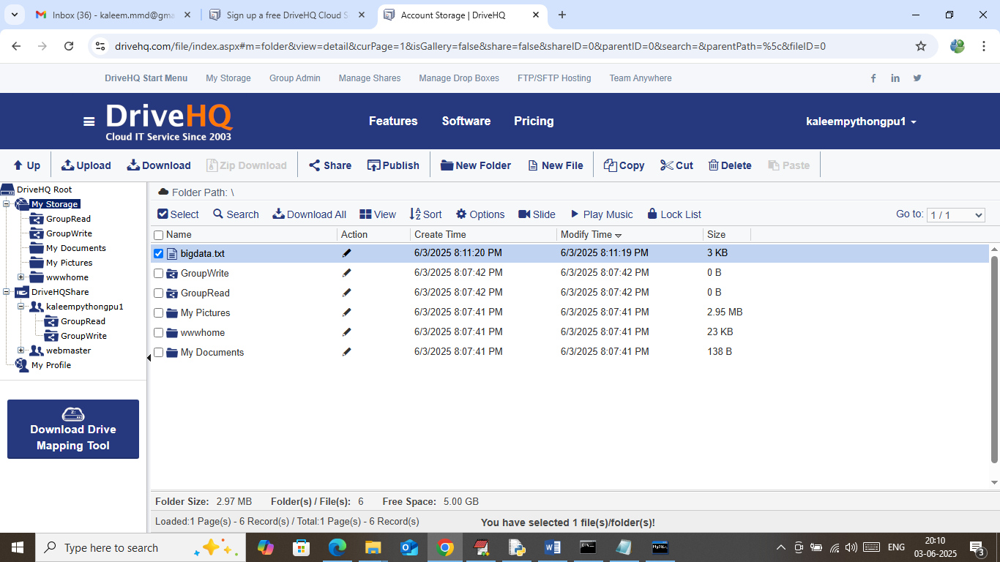 Inbox (36) - kaleem.mmd@gma
Sign up a free DriveHQ Cloud S
Account Storage | DriveHQ
drivehq.com/file/index.aspx#m=folder&view=detail&curPage=1&isGallery=false&share=false&shareID=0&parentID=0&search=&parentPath=%5c&fileID=0
DriveHQ Start Menu My Storage Group Admin Manage Shares Manage Drop Boxes FTP/SFTP Hosting Team Anywhere
DriveHQ
Cloud IT Service Since 2003
Features Software Pricing
kaleempythongpu1
Up Upload Download Zip Download Share Publish New Folder New File Copy Cut Delete Paste
DriveHQ Root
My Storage
GroupRead
GroupWrite
My Documents
My Pictures
wwwhome
DriveHQShare
kaleempythongpu1
GroupRead
GroupWrite
webmaster
My Profile
Download Drive
Mapping Tool
Folder Path: \
Select Search Download All View Sort Options Slide Play Music Lock List Go to: 1 / 1
Name Action Create Time Modify Time Size
bigdata.txt 6/3/2025 8:11:20 PM 6/3/2025 8:11:19 PM 3 KB
GroupWrite 6/3/2025 8:07:42 PM 6/3/2025 8:07:42 PM 0 B
GroupRead 6/3/2025 8:07:42 PM 6/3/2025 8:07:42 PM 0 B
My Pictures 6/3/2025 8:07:41 PM 6/3/2025 8:07:41 PM 2.95 MB
wwwhome 6/3/2025 8:07:41 PM 6/3/2025 8:07:41 PM 23 KB
My Documents 6/3/2025 8:07:41 PM 6/3/2025 8:07:41 PM 138 B
Folder Size: 2.97 MB Folder(s) / File(s): 6 Free Space: 5.00 GB
Loaded:1 Page(s) - 6 Record(s) / Total:1 Page(s) - 6 Record(s) You have selected 1 file(s)/folder(s)!
Type here to search
ENG
20:10
03-06-2025
3